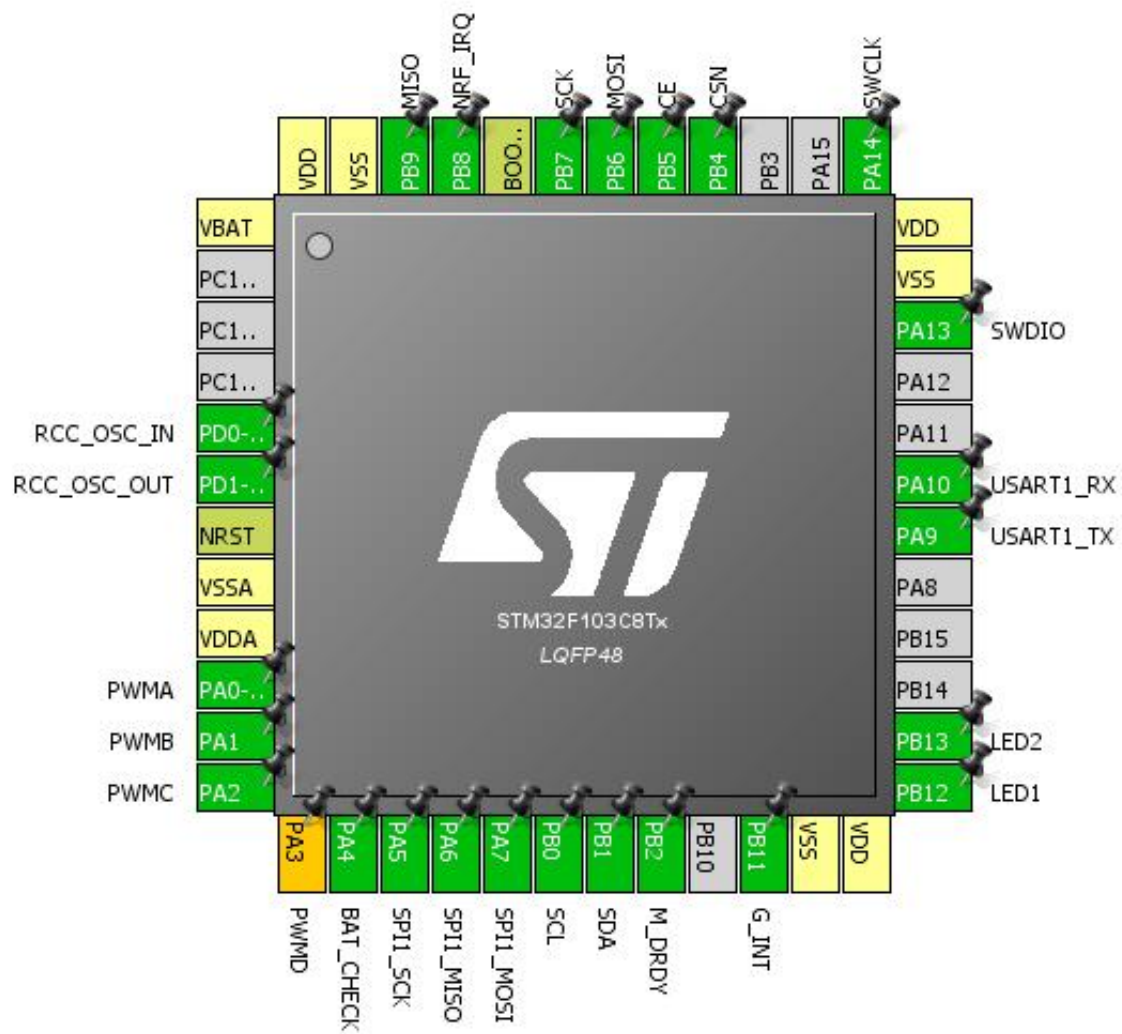 MISO
NRF_IRQ
SCK
MOSI
CE
CSN
SWCLK
VDD
VSS
PB9
PB8
BOO..
PB7
PB6
PB5
PB4
PB3
PA15
PA14
VBAT
PC1..
PC1..
PC1..
RCC_OSC_IN PD0-..
RCC_OSC_OUT PD1-..
NRST
VSSA
VDDA
PWMA PA0-..
PWMB PA1
PWMC PA2
ST
STM32F103C8Tx
LQFP48
VDD
VSS
PA13 SWDIO
PA12
PA11
PA10 USART1_RX
PA9 USART1_TX
PA8
PB15
PB14
PB13 LED2
PB12 LED1
PA3
PA4
PA5
PA6
PA7
PB0
PB1
PB2
PB10
PB11
VSS
VDD
PWMD
BAT_CHECK
SPI1_SCK
SPI1_MISO
SPI1_MOSI
SCL
SDA
M_DRDY
G_INT